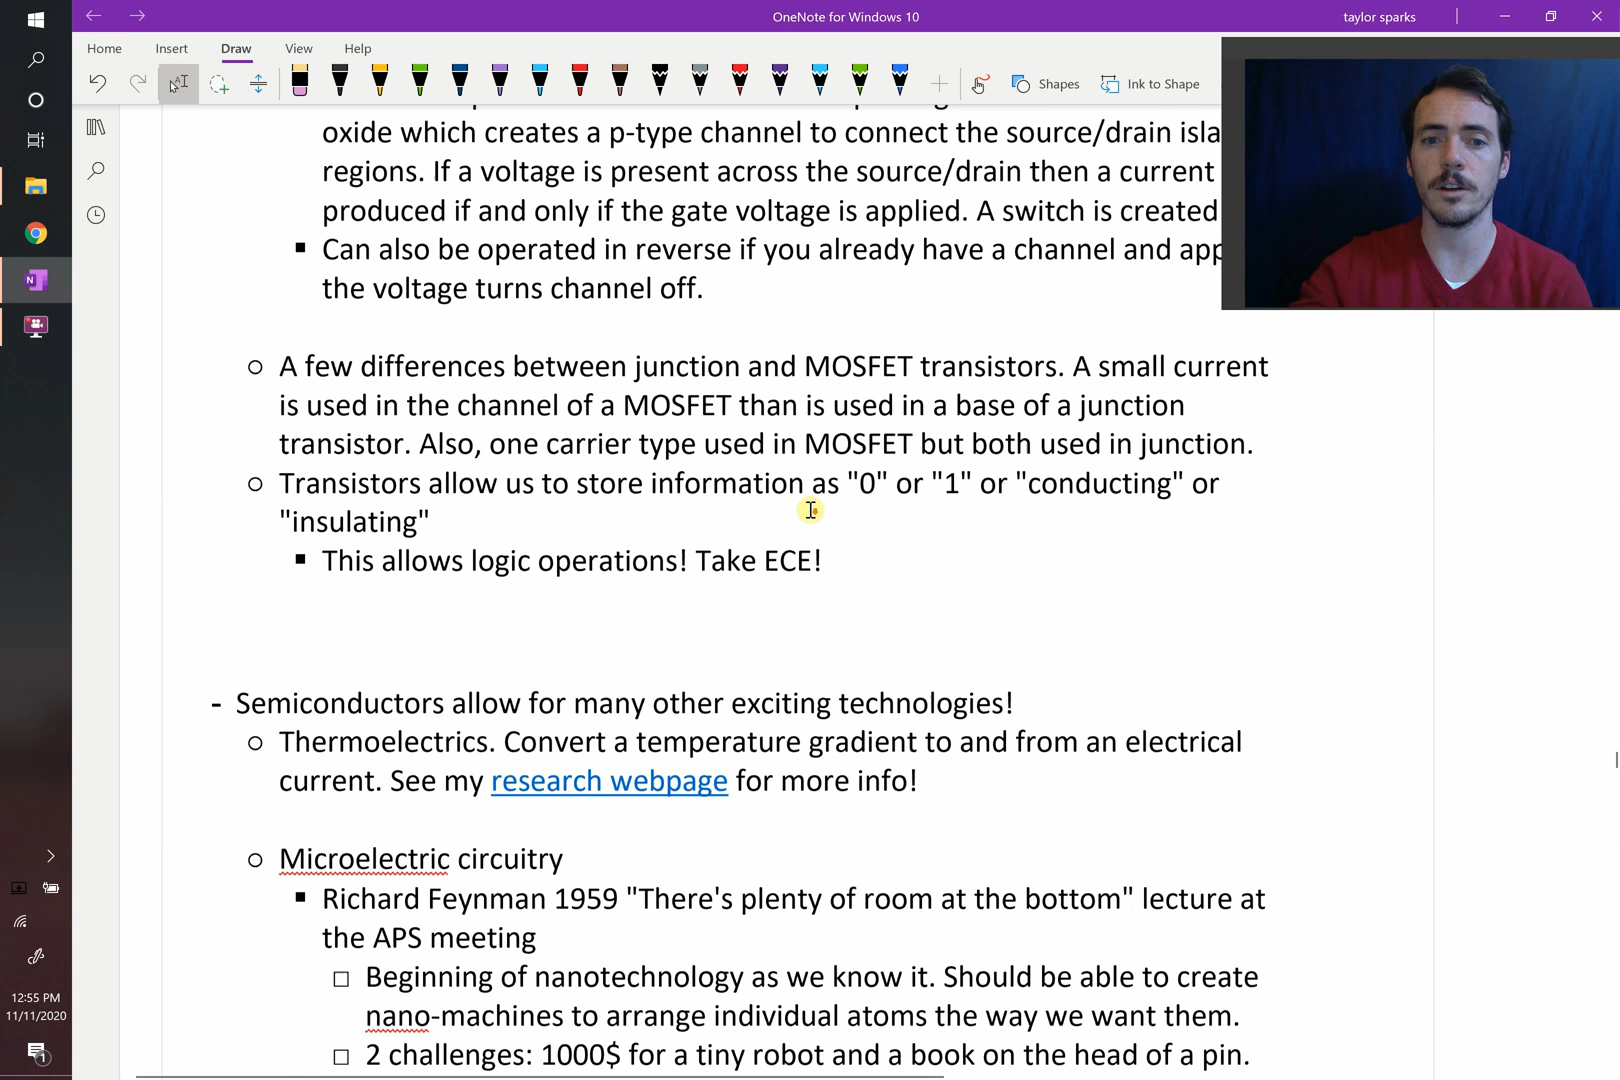 OneNote for Windows 10
taylor sparks
Home Insert Draw View Help
Shapes Ink to Shape
oxide which creates a p-type channel to connect the source/drain isla
regions. If a voltage is present across the source/drain then a current
produced if and only if the gate voltage is applied. A switch is created
▪ Can also be operated in reverse if you already have a channel and app
the voltage turns channel off.
○ A few differences between junction and MOSFET transistors. A small current
is used in the channel of a MOSFET than is used in a base of a junction
transistor. Also, one carrier type used in MOSFET but both used in junction.
○ Transistors allow us to store information as "0" or "1" or "conducting" or
"insulating"
▪ This allows logic operations! Take ECE!
- Semiconductors allow for many other exciting technologies!
○ Thermoelectrics. Convert a temperature gradient to and from an electrical
current. See my research webpage for more info!
○ Microelectric circuitry
▪ Richard Feynman 1959 "There's plenty of room at the bottom" lecture at
the APS meeting
□ Beginning of nanotechnology as we know it. Should be able to create
nano-machines to arrange individual atoms the way we want them.
□ 2 challenges: 1000$ for a tiny robot and a book on the head of a pin.
12:55 PM
11/11/2020
1